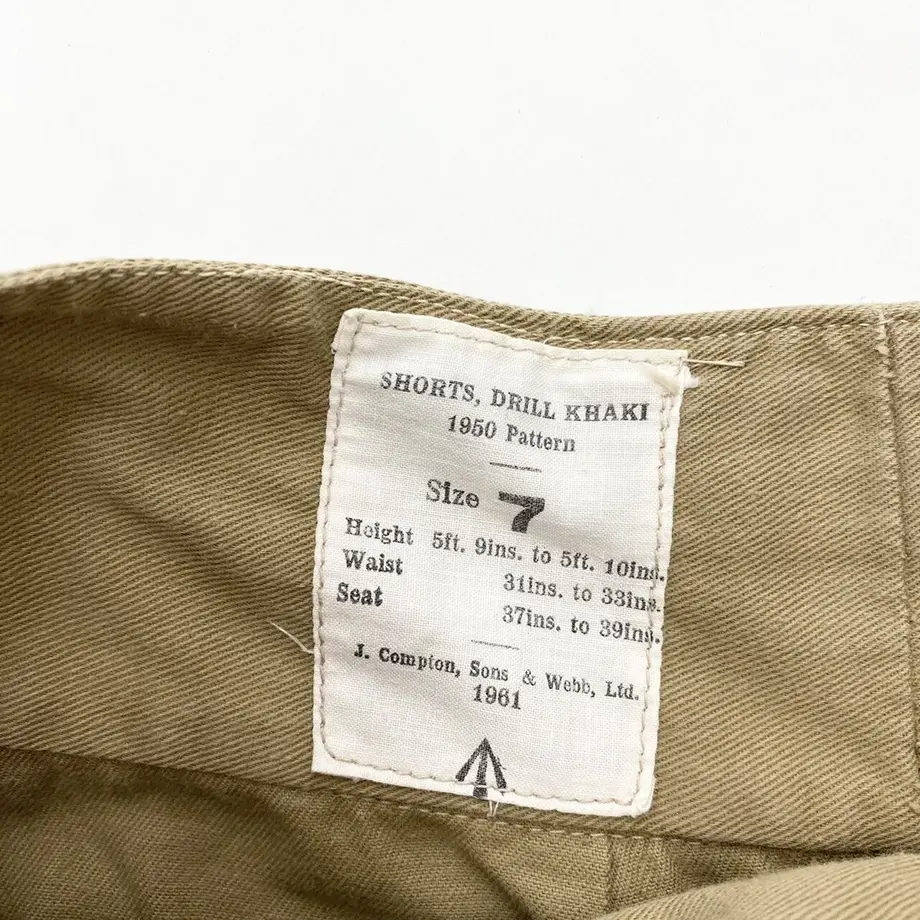 SHORTS, DRILL KHAKI
1950 Pattern
Size 7
Height 5ft. 9ins. to 5ft. 10ins.
Waist 31ins. to 33ins.
Seat 37ins. to 39ins.
J. Compton, Sons & Webb, Ltd.
1961